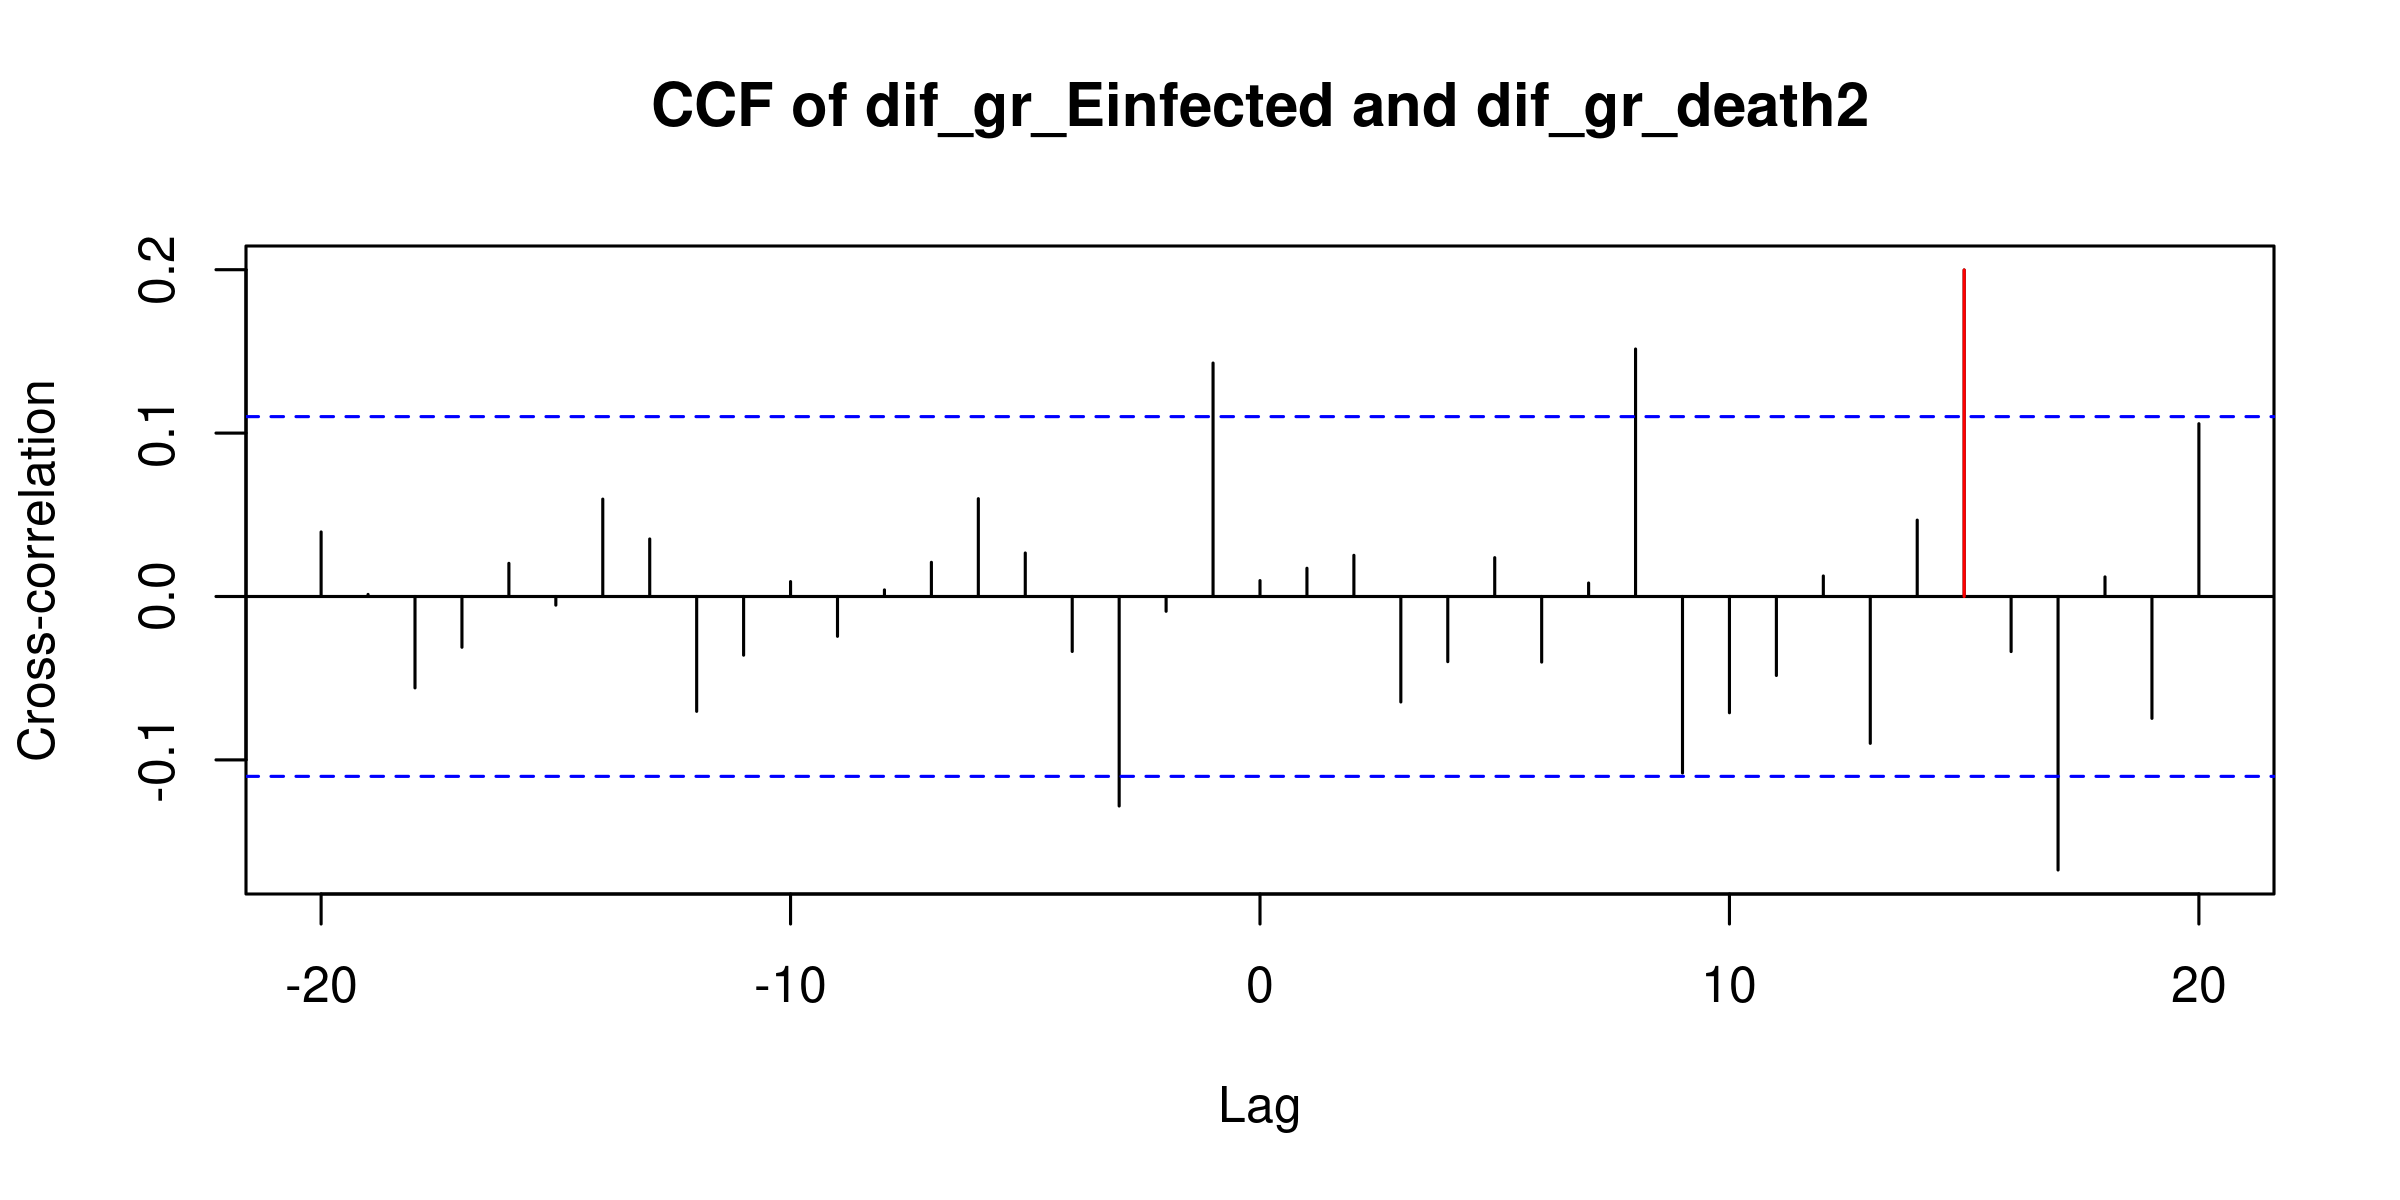 CCF of dif_gr_Einfected and dif_gr_death2
Cross-correlation
0.2
0.1
0.0
-0.1
-20 -10 0 10 20
Lag